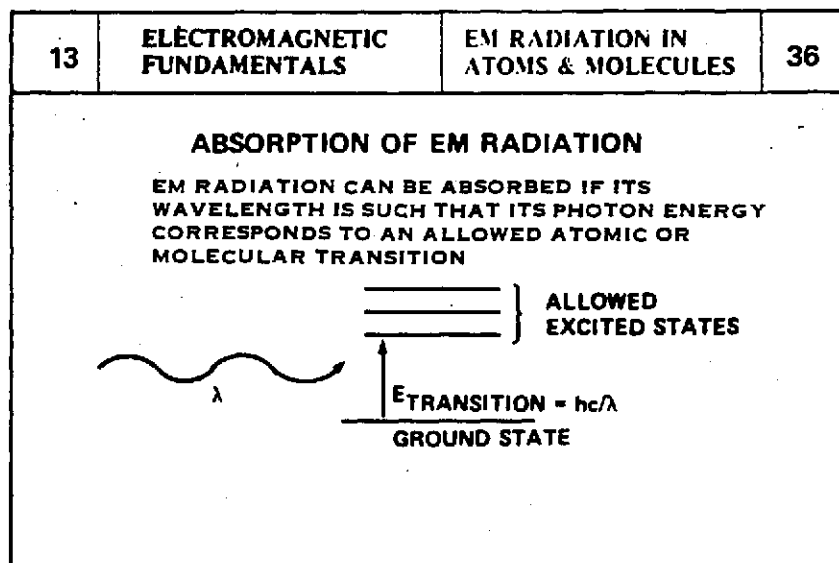 13
ELECTROMAGNETIC
FUNDAMENTALS
EM RADIATION IN
ATOMS & MOLECULES
36
ABSORPTION OF EM RADIATION
EM RADIATION CAN BE ABSORBED IF ITS
WAVELENGTH IS SUCH THAT ITS PHOTON ENERGY
CORRESPONDS TO AN ALLOWED ATOMIC OR
MOLECULAR TRANSITION
ALLOWED
EXCITED STATES
λ
ETRANSITION = hc/λ
GROUND STATE